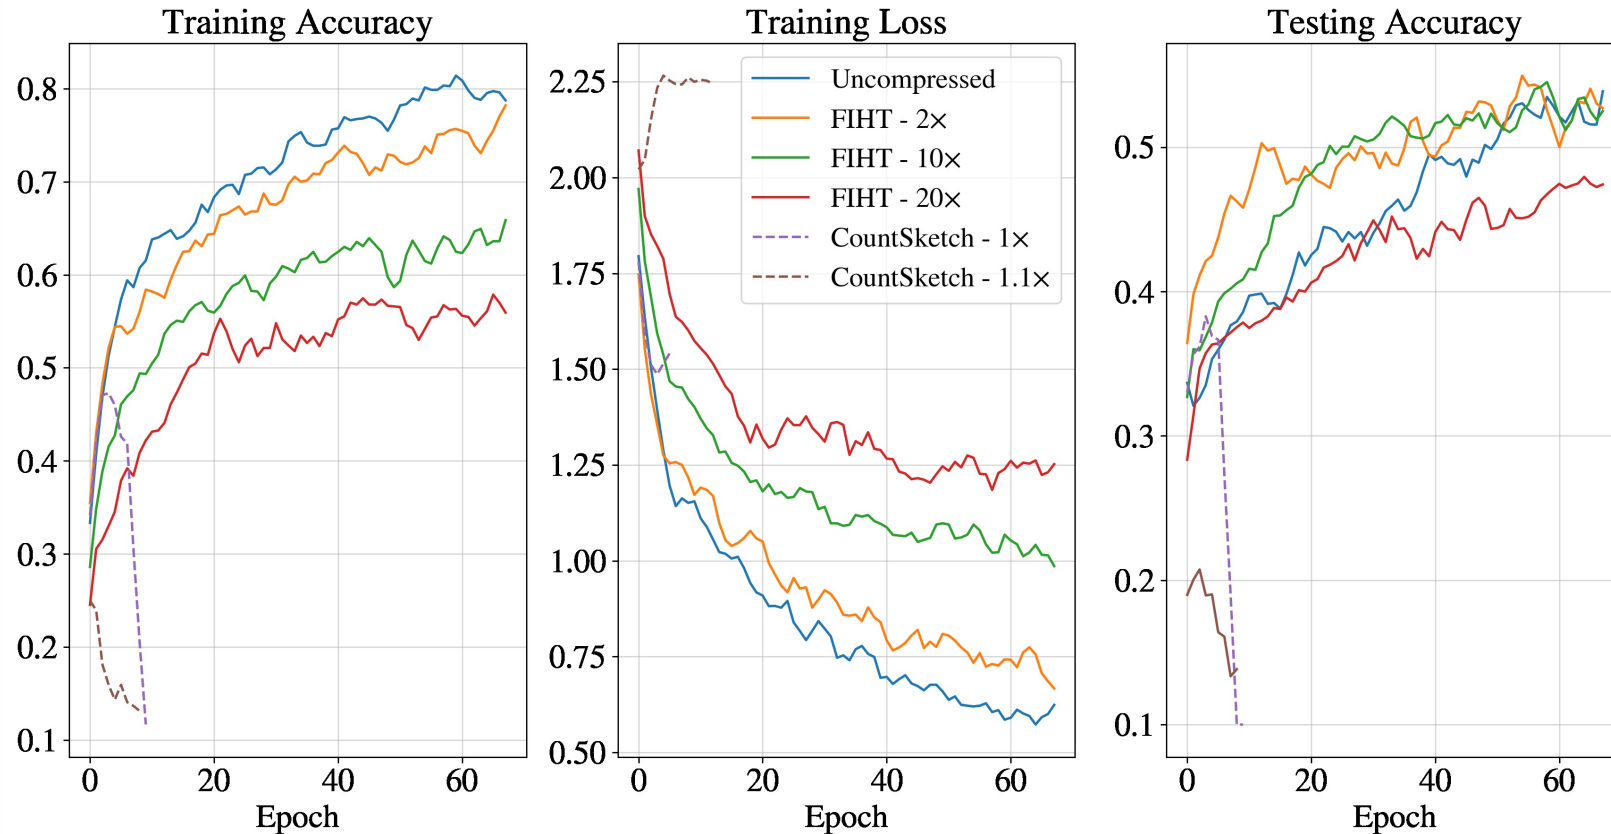 Training Accuracy
0.8
0.7
0.6
0.5
0.4
0.3
0.2
0.1
0 20 40 60
Epoch
Training Loss
2.25
2.00
1.75
1.50
1.25
1.00
0.75
0.50
0 20 40 60
Epoch
Uncompressed
FIHT - 2×
FIHT - 10×
FIHT - 20×
CountSketch - 1×
CountSketch - 1.1×
Testing Accuracy
0.5
0.4
0.3
0.2
0.1
0 20 40 60
Epoch